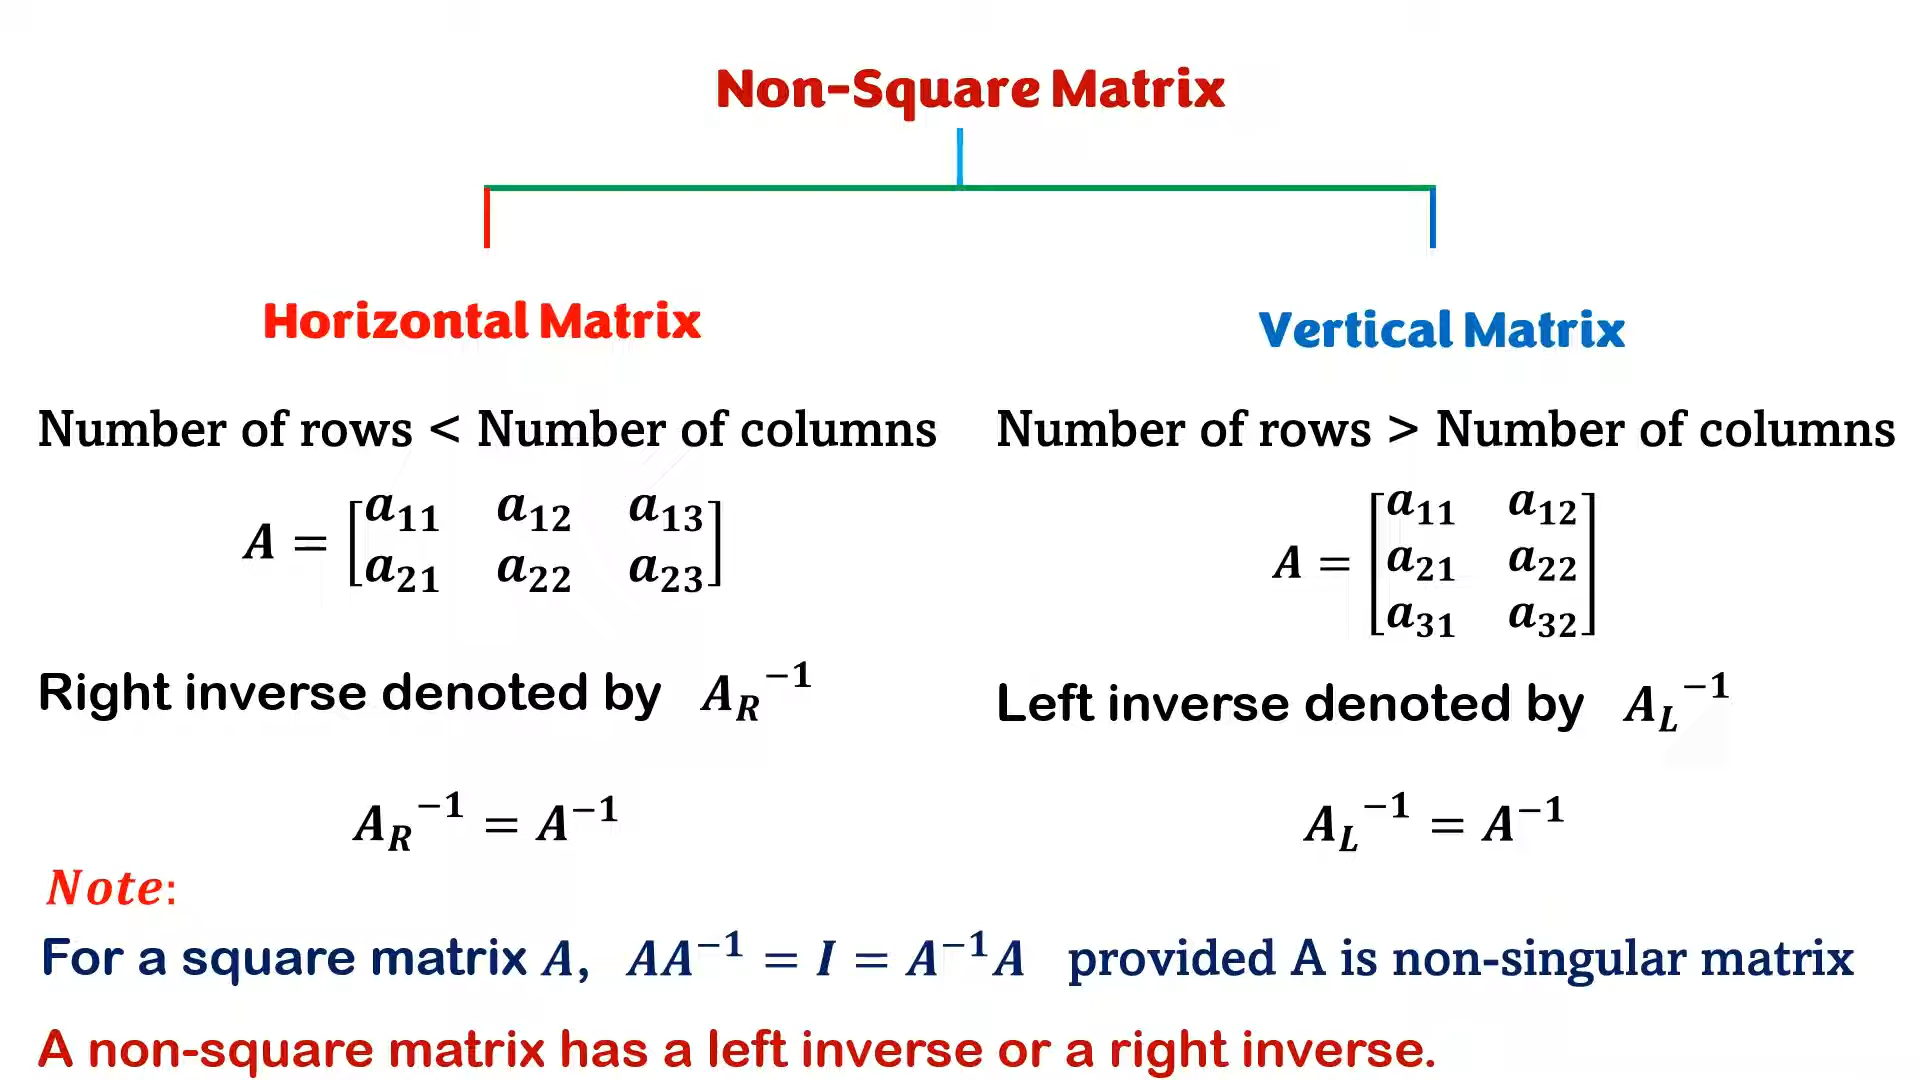 Non-Square Matrix
Horizontal Matrix
Number of rows < Number of columns
A = [a₁₁ a₁₂ a₁₃
a₂₁ a₂₂ a₂₃]
Right inverse denoted by A_R⁻¹
A_R⁻¹ = A⁻¹
Vertical Matrix
Number of rows > Number of columns
A = [a₁₁ a₁₂
a₂₁ a₂₂
a₃₁ a₃₂]
Left inverse denoted by A_L⁻¹
A_L⁻¹ = A⁻¹
Note:
For a square matrix A, AA⁻¹ = I = A⁻¹A provided A is non-singular matrix
A non-square matrix has a left inverse or a right inverse.